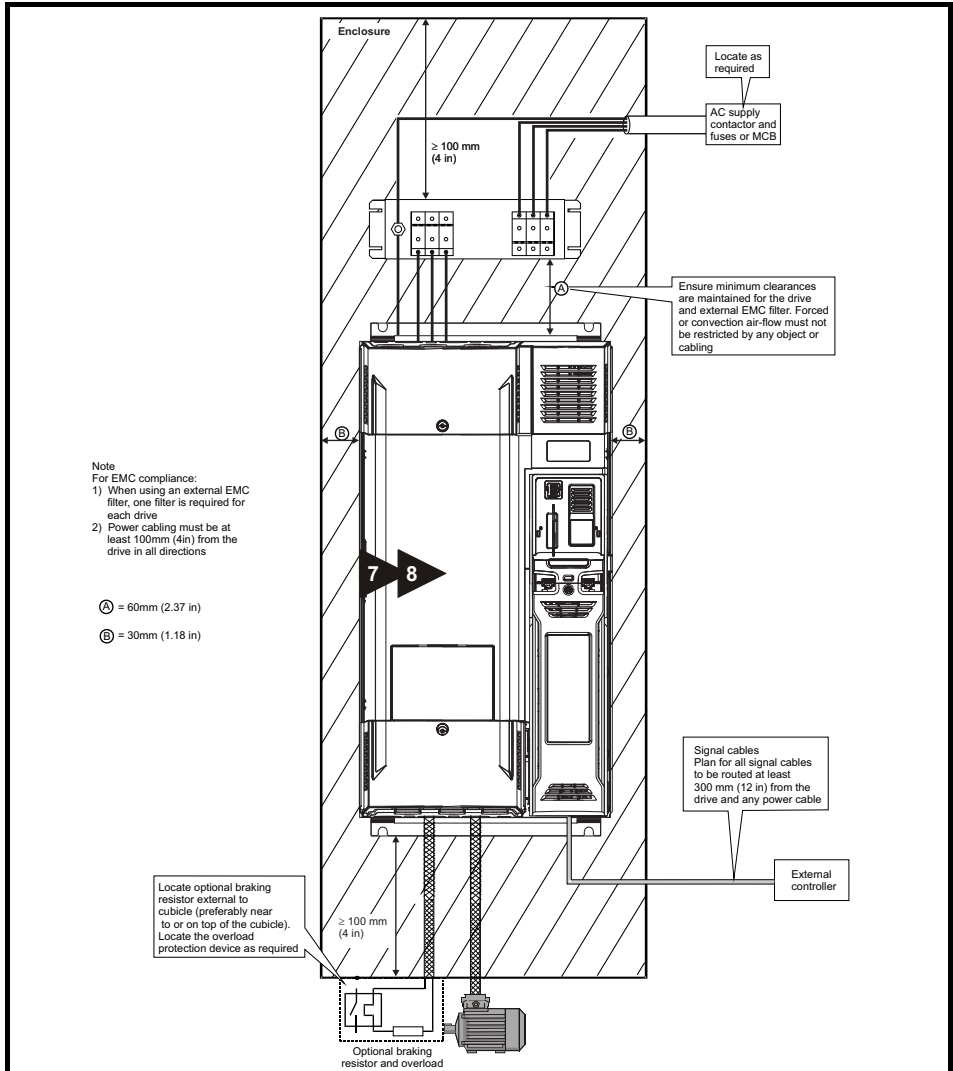 Enclosure
Locate as
required
AC supply
contactor and
fuses or MCB
≥ 100 mm
(4 in)
A
Ensure minimum clearances
are maintained for the drive
and external EMC filter. Forced
or convection air-flow must not
be restricted by any object or
cabling
B
B
Note
For EMC compliance:
1) When using an external EMC
filter, one filter is required for
each drive
2) Power cabling must be at
least 100mm (4in) from the
drive in all directions
A = 60mm (2.37 in)
B = 30mm (1.18 in)
7 8
Signal cables
Plan for all signal cables
to be routed at least
300 mm (12 in) from the
drive and any power cable
External
controller
Locate optional braking
resistor external to
cubicle (preferably near
to or on top of the cubicle).
Locate the overload
protection device as required
≥ 100 mm
(4 in)
Optional braking
resistor and overload